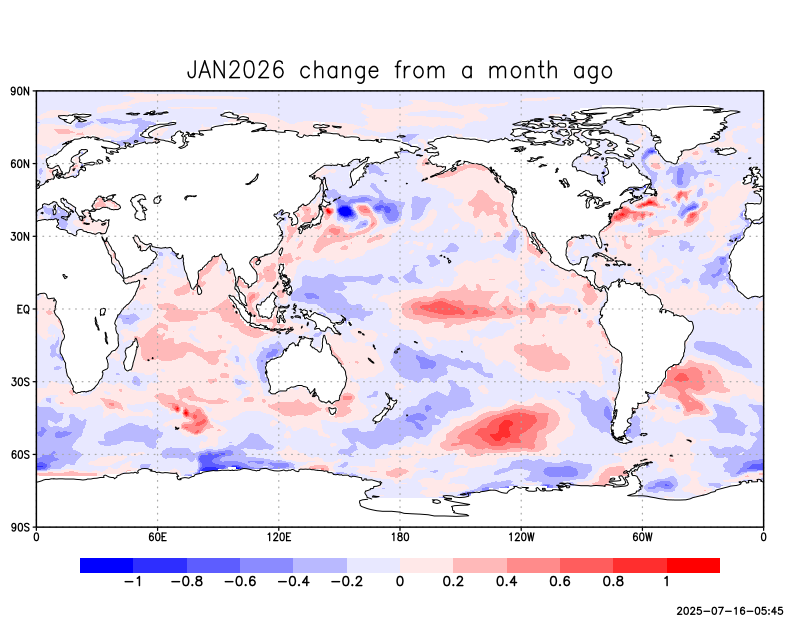 JAN2026 change from a month ago
90N
60N
30N
EQ
30S
60S
90S
0 60E 120E 180 120W 60W 0
-1 -0.8 -0.6 -0.4 -0.2 0 0.2 0.4 0.6 0.8 1
2025-07-16-05:45